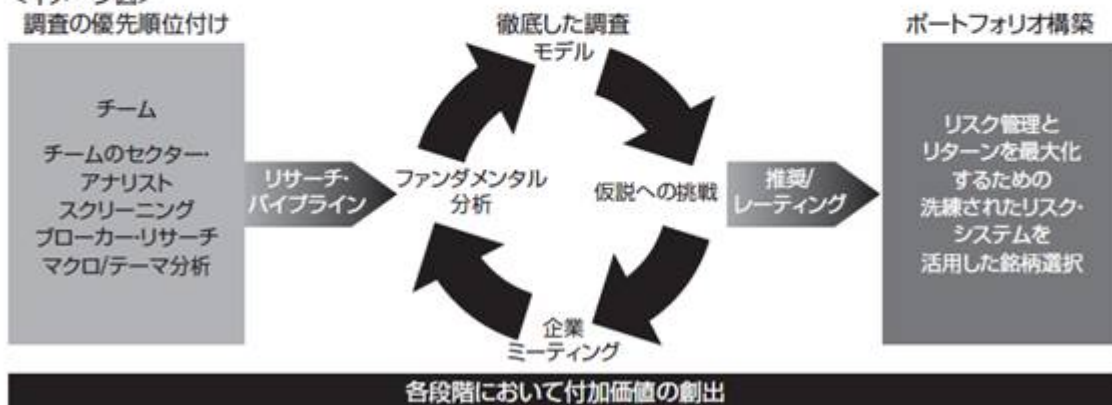 <イメージ図>
調査の優先順位付け
チーム
チームのセクター・
アナリスト
スクリーニング
ブローカー・リサーチ
マクロ/テーマ分析
リサーチ・
パイプライン
徹底した調査
モデル
ファンダメンタル
分析
仮説への挑戦
企業
ミーティング
推奨/
レーティング
ポートフォリオ構築
リスク管理と
リターンを最大化
するための
洗練されたリスク・
システムを
活用した銘柄選択
各段階において付加価値の創出